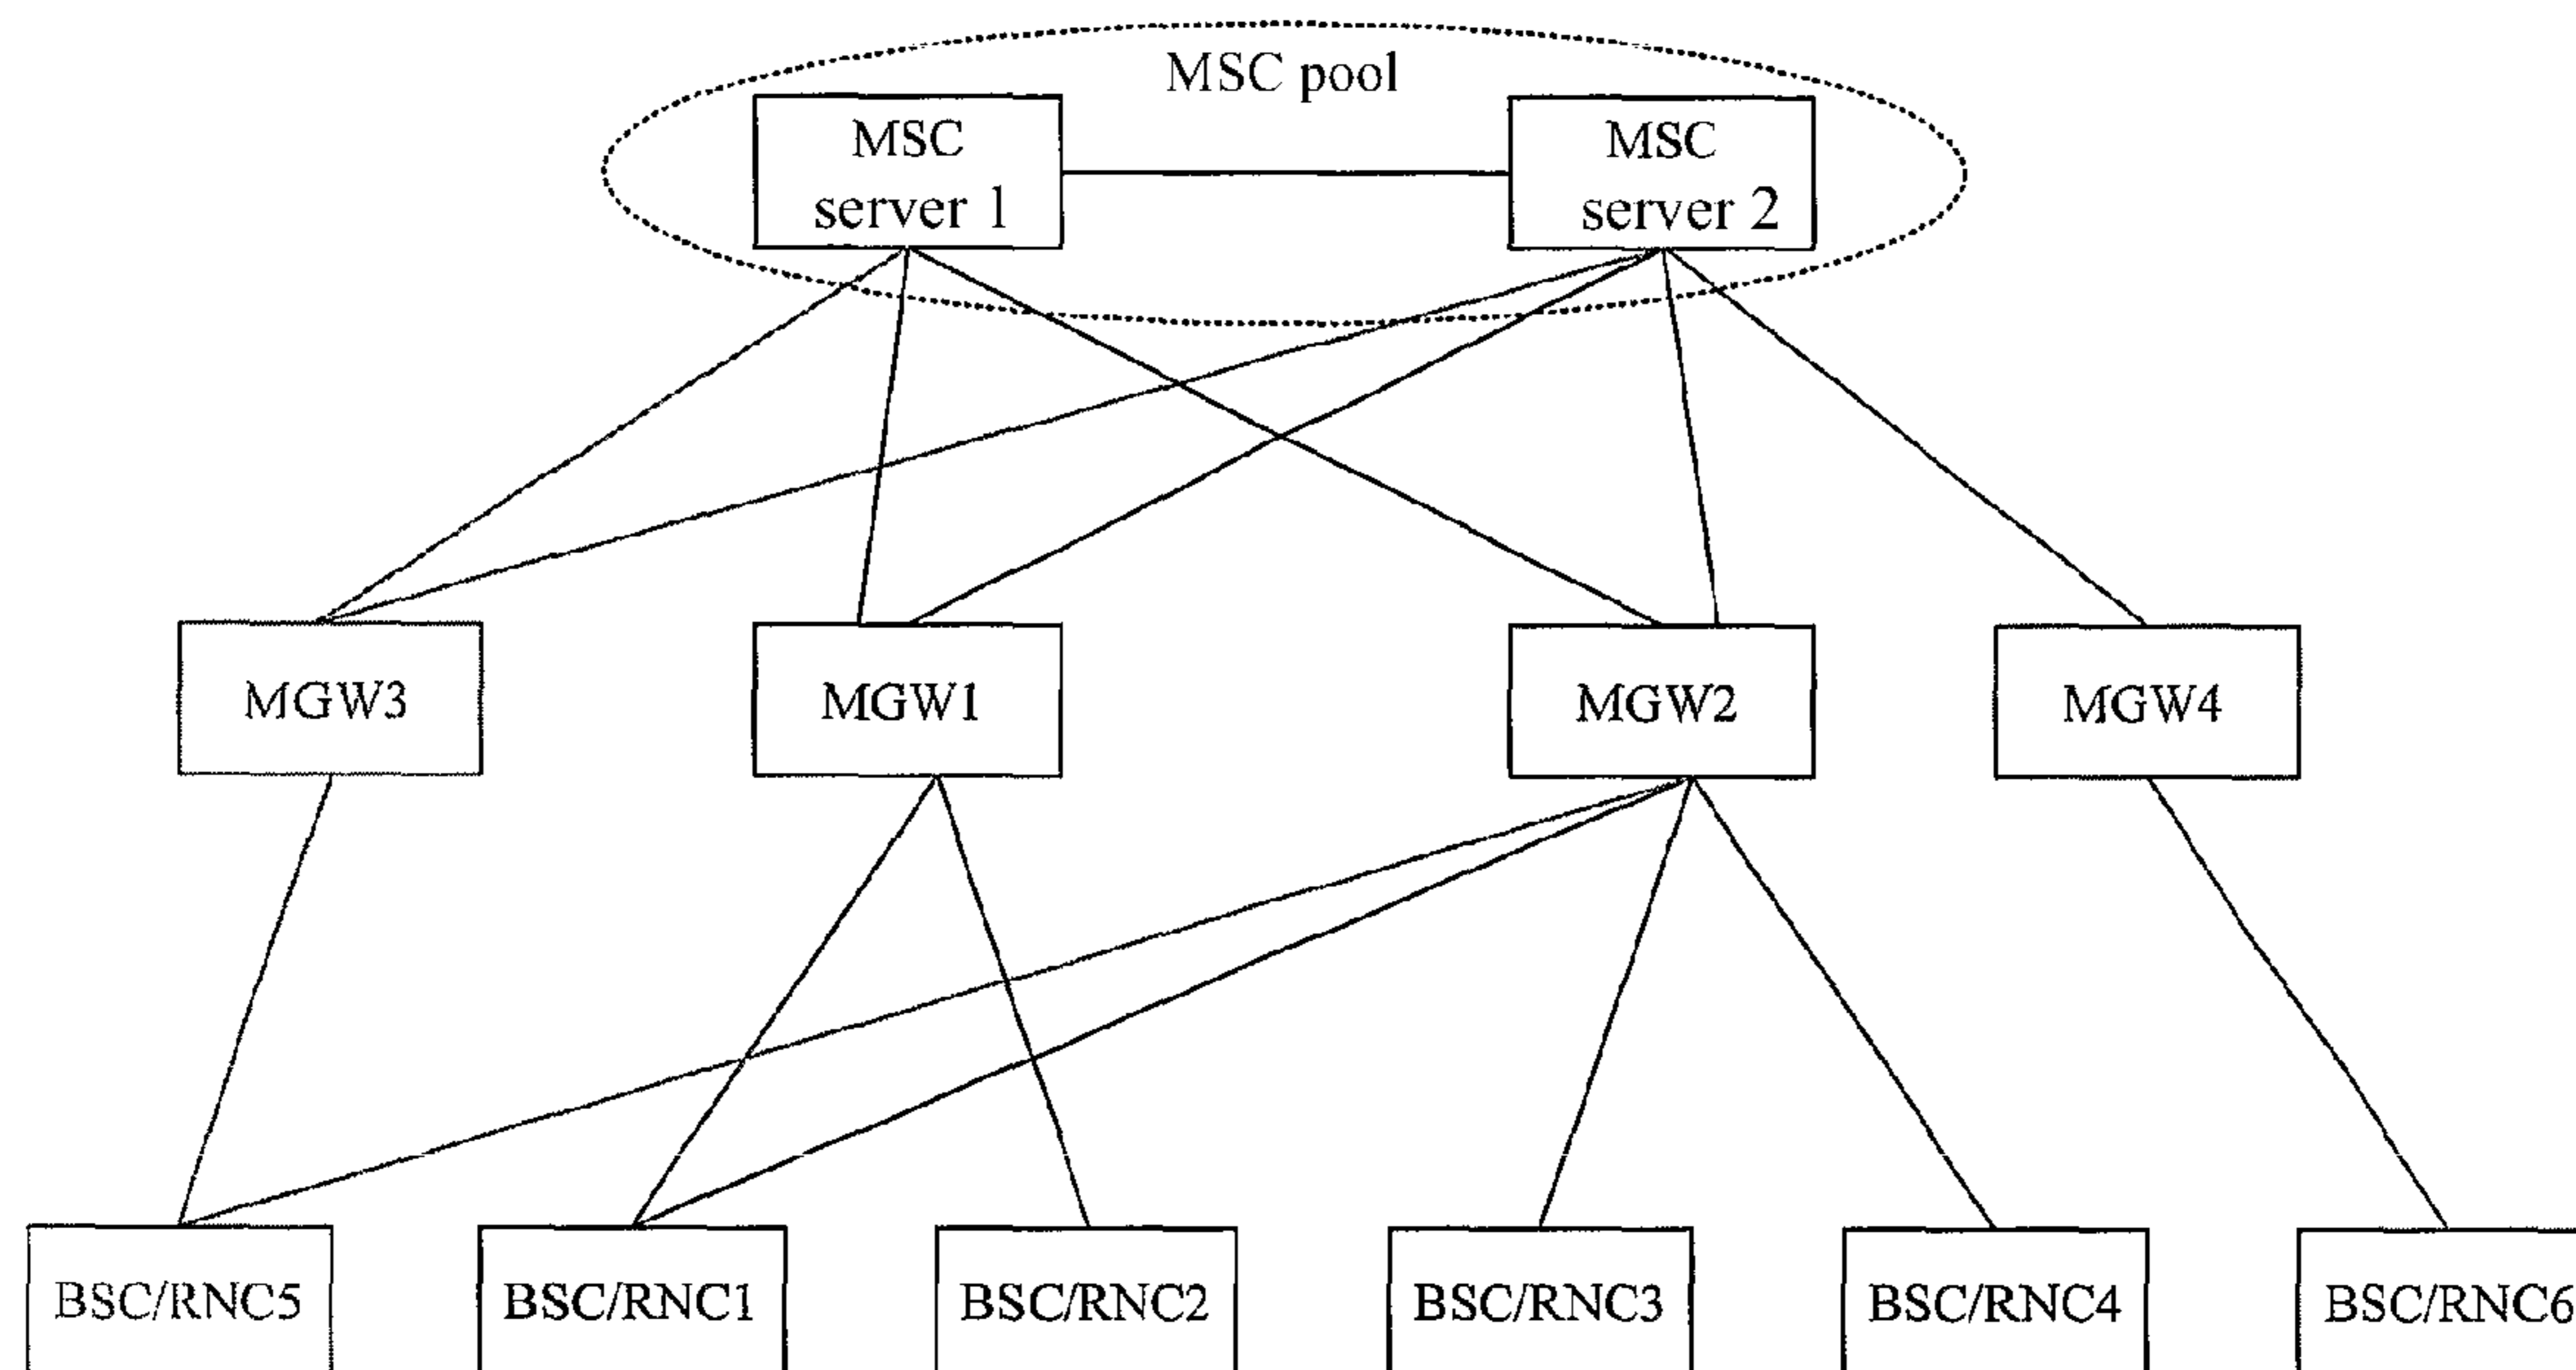 MSC pool
MSC
server 1
MSC
server 2
MGW3
MGW1
MGW2
MGW4
BSC/RNC5
BSC/RNC1
BSC/RNC2
BSC/RNC3
BSC/RNC4
BSC/RNC6